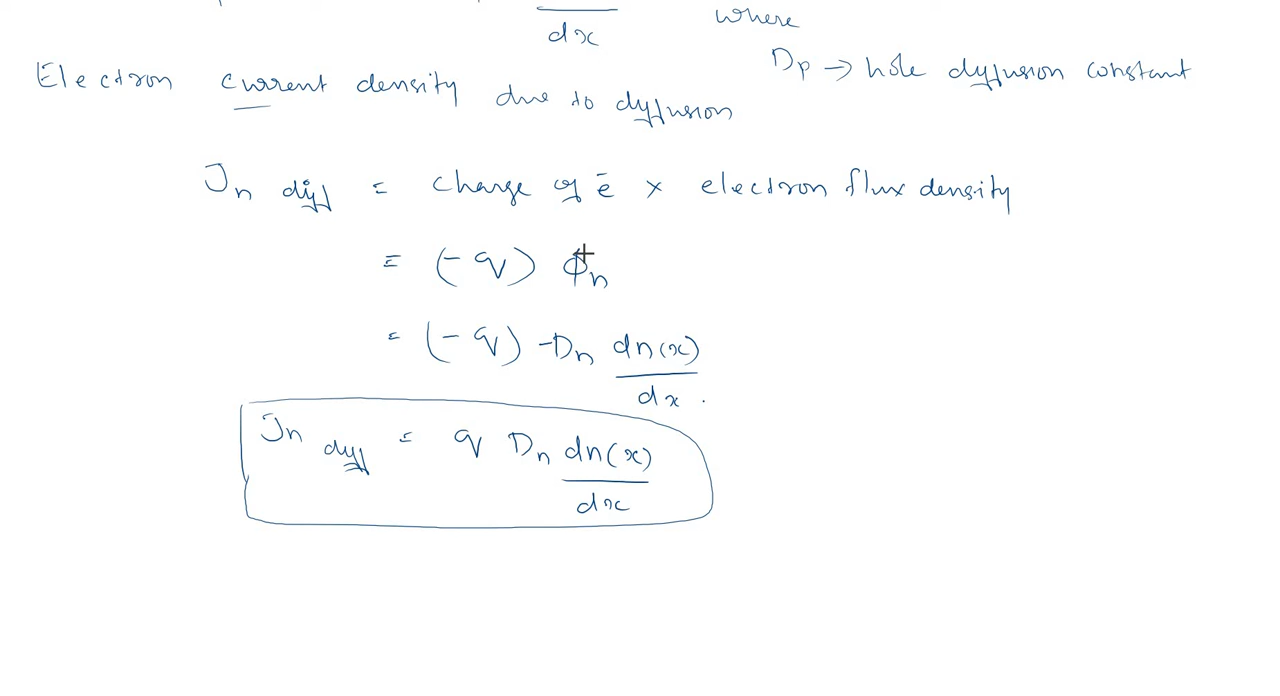 dx
where
Dp → hole diffusion constant
Electron current density due to diffusion
Jn diff = charge of ē × electron flux density
= (-q) ϕn
= (-q) -Dn dn(x)
dx .
Jn diff = q Dn dn(x)
dx